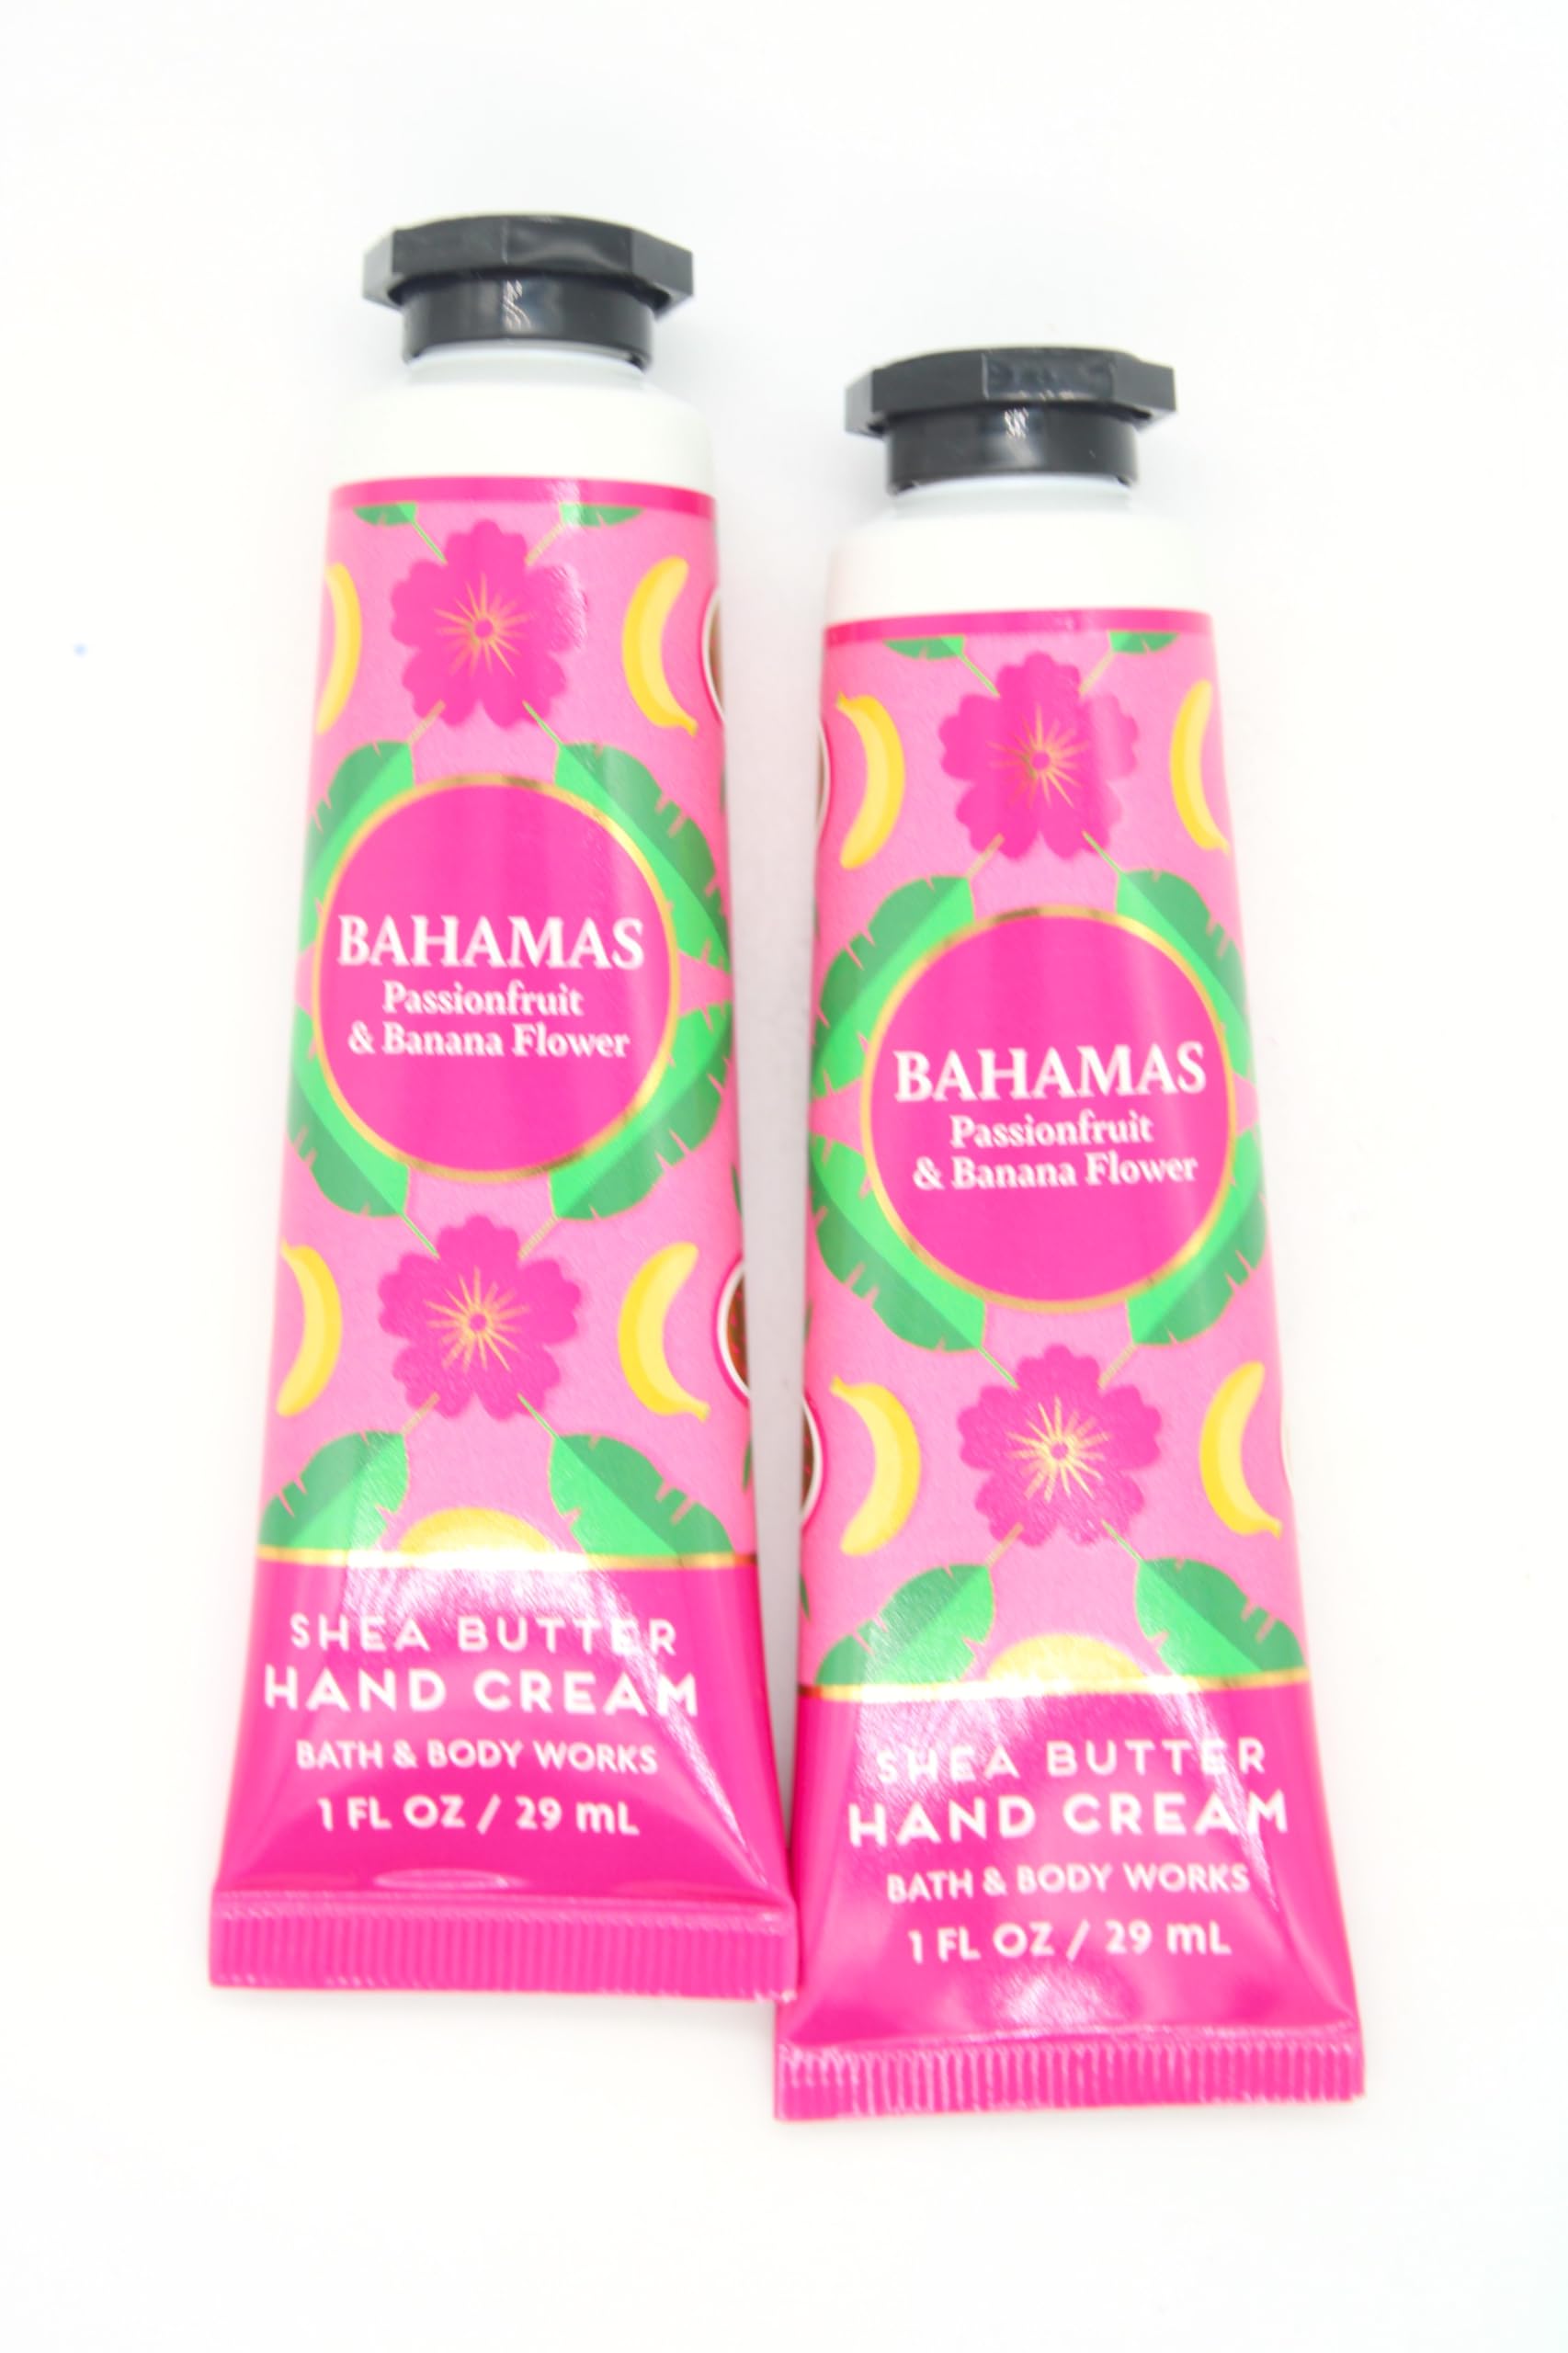 BAHAMAS
Passionfruit
& Banana Flower
SHEA BUTTER
HAND CREAM
BATH & BODY WORKS
1 FL OZ / 29 mL
BAHAMAS
Passionfruit
& Banana Flower
SHEA BUTTER
HAND CREAM
BATH & BODY WORKS
1 FL OZ / 29 mL